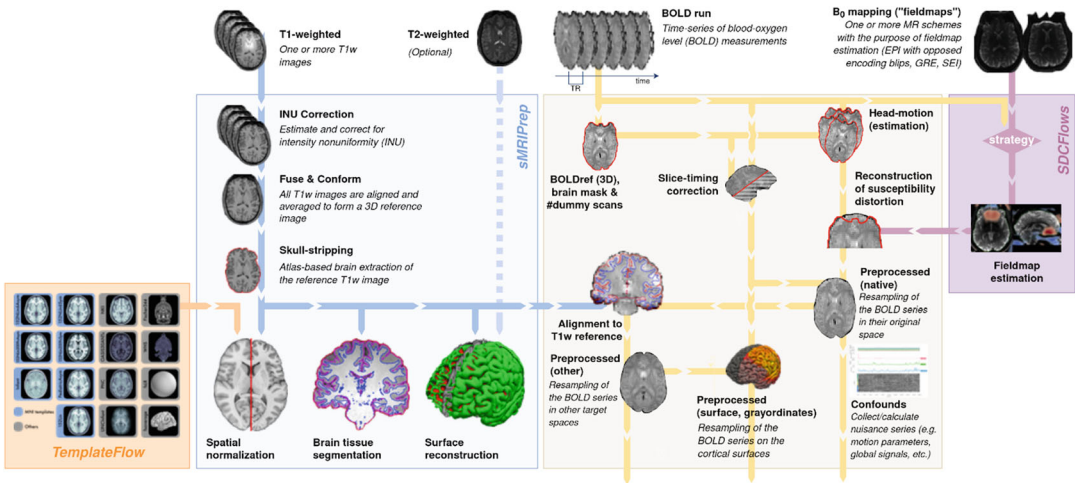 T1-weighted
One or more T1w
images
T2-weighted
(Optional)
BOLD run
Time-series of blood-oxygen
level (BOLD) measurements
TR
time
B0 mapping ("fieldmaps")
One or more MR schemes
with the purpose of fieldmap
estimation (EPI with opposed
encoding blips, GRE, SEI)
sMRIPrep
INU Correction
Estimate and correct for
intensity nonuniformity (INU)
Fuse & Conform
All T1w images are aligned and
averaged to form a 3D reference
image
Skull-stripping
Atlas-based brain extraction of
the reference T1w image
Spatial
normalization
Brain tissue
segmentation
Surface
reconstruction
MNI templates
Others
TemplateFlow
BOLDref (3D),
brain mask &
#dummy scans
Slice-timing
correction
Head-motion
(estimation)
Reconstruction
of susceptibility
distortion
SDCFlows
strategy
Fieldmap
estimation
Alignment to
T1w reference
Preprocessed
(native)
Resampling of
the BOLD series
in their original
space
Preprocessed
(other)
Resampling of
the BOLD series
in other target
spaces
Preprocessed
(surface, grayordinates)
Resampling of the
BOLD series on the
cortical surfaces
Confounds
Collect/calculate
nuisance series (e.g.
motion parameters,
global signals, etc.)